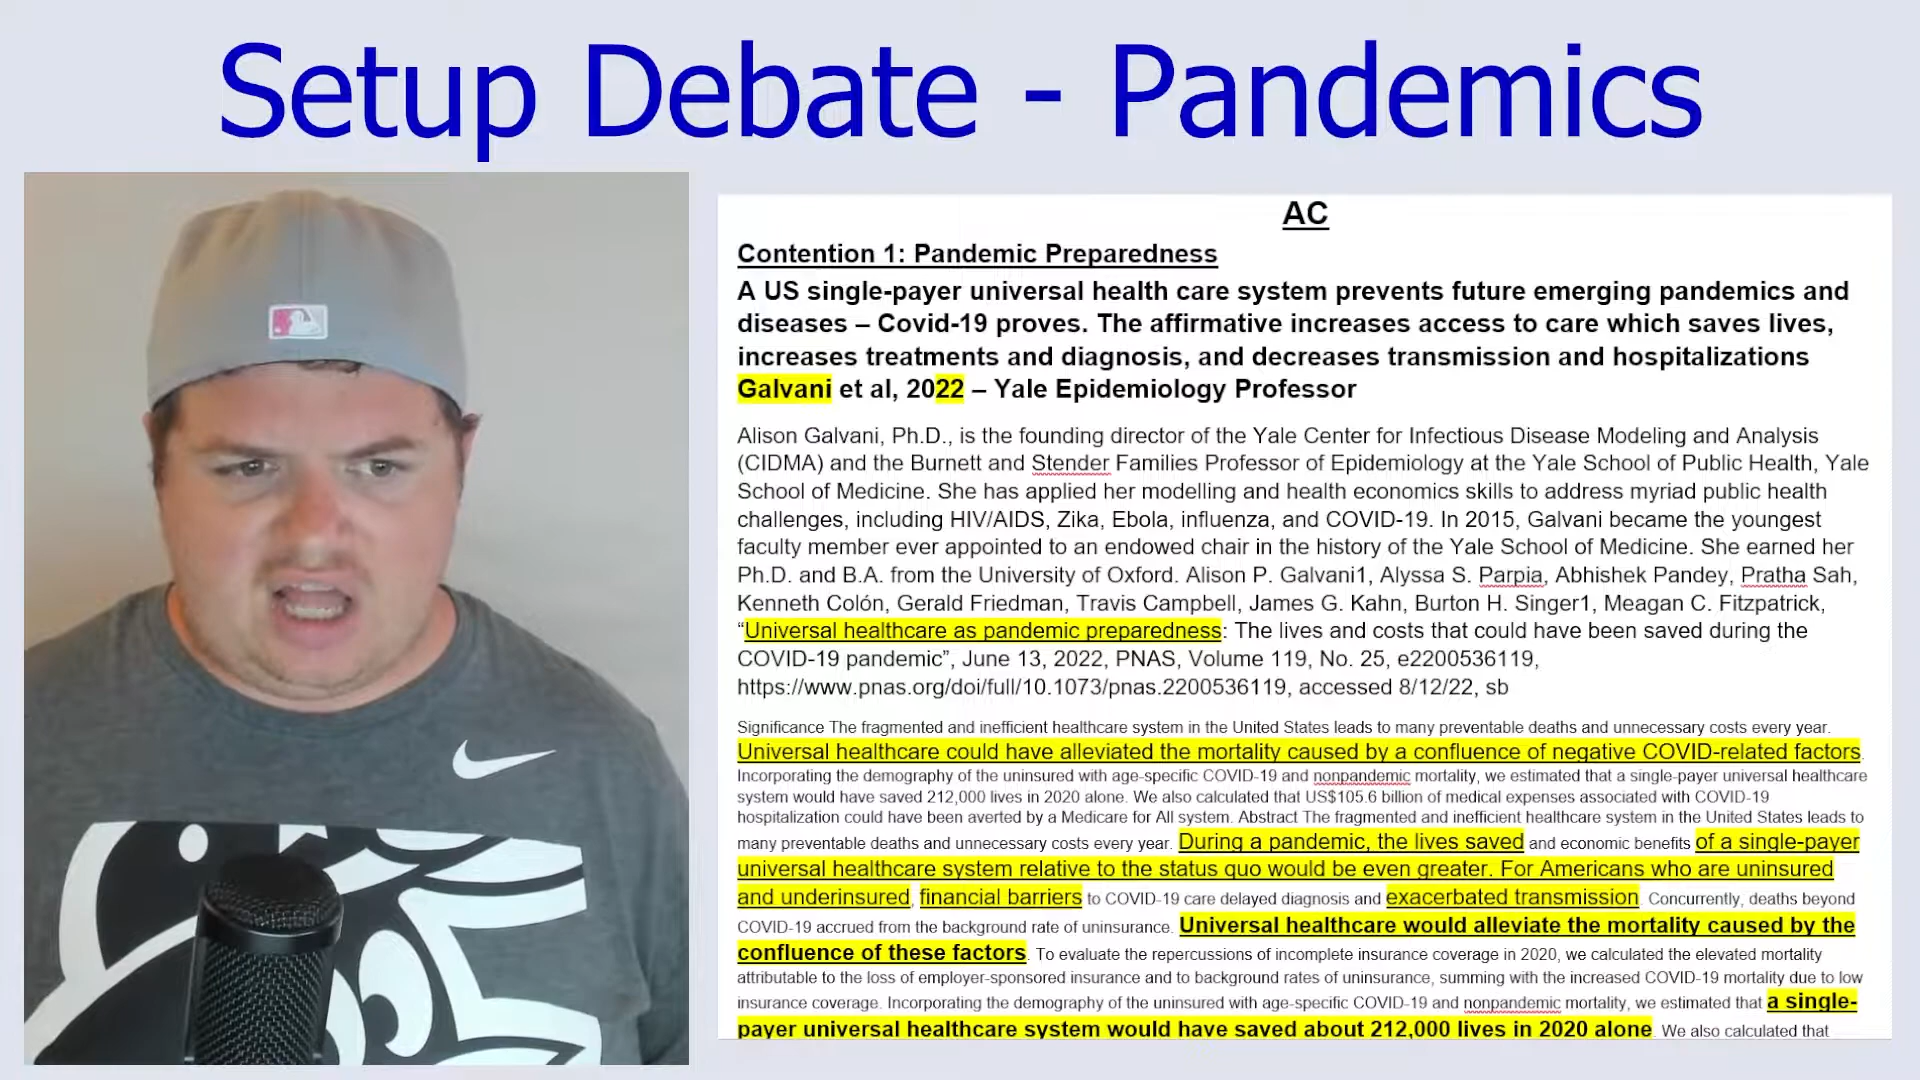 Setup Debate - Pandemics
AC
Contention 1: Pandemic Preparedness
A US single-payer universal health care system prevents future emerging pandemics and
diseases – Covid-19 proves. The affirmative increases access to care which saves lives,
increases treatments and diagnosis, and decreases transmission and hospitalizations
Galvani et al, 2022 – Yale Epidemiology Professor
Alison Galvani, Ph.D., is the founding director of the Yale Center for Infectious Disease Modeling and Analysis
(CIDMA) and the Burnett and Stender Families Professor of Epidemiology at the Yale School of Public Health, Yale
School of Medicine. She has applied her modelling and health economics skills to address myriad public health
challenges, including HIV/AIDS, Zika, Ebola, influenza, and COVID-19. In 2015, Galvani became the youngest
faculty member ever appointed to an endowed chair in the history of the Yale School of Medicine. She earned her
Ph.D. and B.A. from the University of Oxford. Alison P. Galvani1, Alyssa S. Parpia, Abhishek Pandey, Pratha Sah,
Kenneth Colón, Gerald Friedman, Travis Campbell, James G. Kahn, Burton H. Singer1, Meagan C. Fitzpatrick,
“Universal healthcare as pandemic preparedness: The lives and costs that could have been saved during the
COVID-19 pandemic”, June 13, 2022, PNAS, Volume 119, No. 25, e2200536119,
https://www.pnas.org/doi/full/10.1073/pnas.2200536119, accessed 8/12/22, sb
Significance The fragmented and inefficient healthcare system in the United States leads to many preventable deaths and unnecessary costs every year.
Universal healthcare could have alleviated the mortality caused by a confluence of negative COVID-related factors.
Incorporating the demography of the uninsured with age-specific COVID-19 and nonpandemic mortality, we estimated that a single-payer universal healthcare
system would have saved 212,000 lives in 2020 alone. We also calculated that US$105.6 billion of medical expenses associated with COVID-19
hospitalization could have been averted by a Medicare for All system. Abstract The fragmented and inefficient healthcare system in the United States leads to
many preventable deaths and unnecessary costs every year. During a pandemic, the lives saved and economic benefits of a single-payer
universal healthcare system relative to the status quo would be even greater. For Americans who are uninsured
and underinsured, financial barriers to COVID-19 care delayed diagnosis and exacerbated transmission. Concurrently, deaths beyond
COVID-19 accrued from the background rate of uninsurance. Universal healthcare would alleviate the mortality caused by the
confluence of these factors. To evaluate the repercussions of incomplete insurance coverage in 2020, we calculated the elevated mortality
attributable to the loss of employer-sponsored insurance and to background rates of uninsurance, summing with the increased COVID-19 mortality due to low
insurance coverage. Incorporating the demography of the uninsured with age-specific COVID-19 and nonpandemic mortality, we estimated that a single-
payer universal healthcare system would have saved about 212,000 lives in 2020 alone. We also calculated that